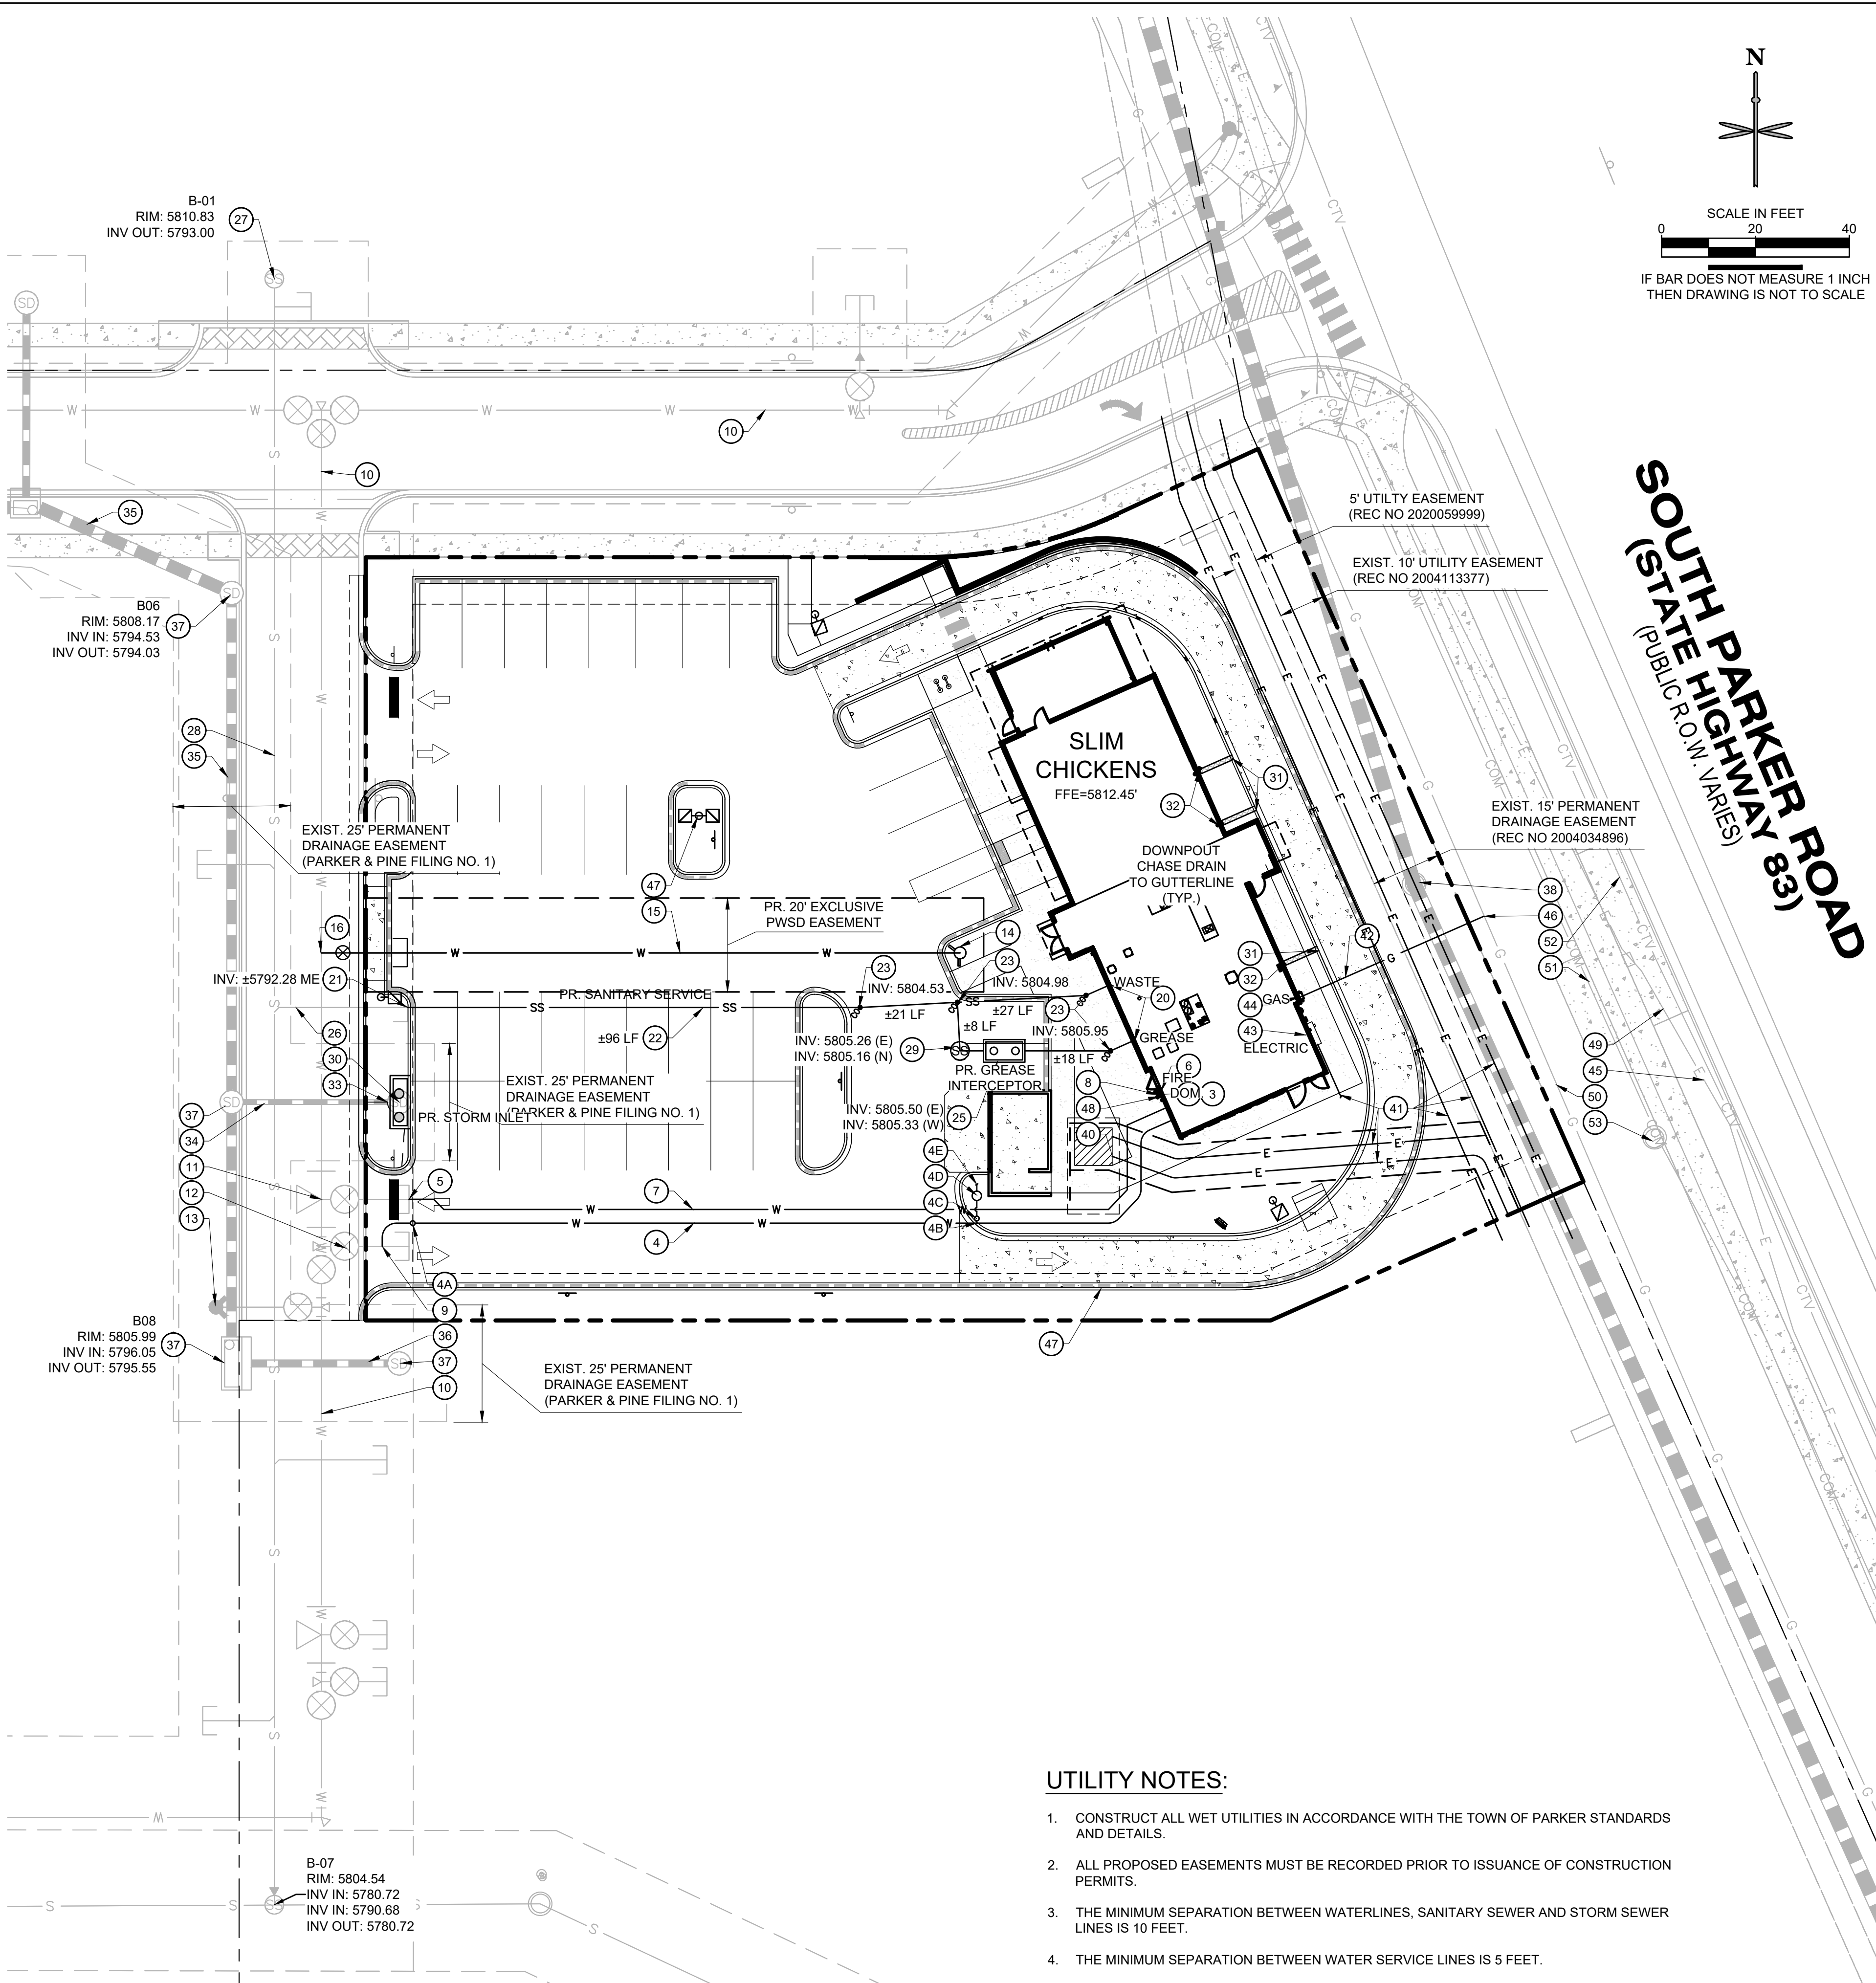 N
SCALE IN FEET
0 20 40
IF BAR DOES NOT MEASURE 1 INCH
THEN DRAWING IS NOT TO SCALE
B-01
RIM: 5810.83
INV OUT: 5793.00
27
SD
SS
CTV
COM
E
G
W
W
W
W
W
10
10
35
5' UTILTY EASEMENT
(REC NO 2020059999)
EXIST. 10' UTILITY EASEMENT
(REC NO 2004113377)
SOUTH PARKER ROAD
(STATE HIGHWAY 83)
(PUBLIC R.O.W. VARIES)
SD
B06
RIM: 5808.17
INV IN: 5794.53
INV OUT: 5794.03
37
28
35
SLIM
CHICKENS
FFE=5812.45'
31
32
EXIST. 25' PERMANENT
DRAINAGE EASEMENT
(PARKER & PINE FILING NO. 1)
EXIST. 15' PERMANENT
DRAINAGE EASEMENT
(REC NO 2004034896)
DOWNPOUT
CHASE DRAIN
TO GUTTERLINE
(TYP.)
47
15
PR. 20' EXCLUSIVE
PWSD EASEMENT
38
46
52
51
16
W
W
W
14
42
INV: ±5792.28 ME
21
23
INV: 5804.53
23
INV: 5804.98
WASTE
20
31
32
44
GAS
43
ELECTRIC
G
PR. SANITARY SERVICE
SS
SS
SS
±21 LF
±27 LF
23
INV: 5805.95
±8 LF
26
±96 LF
22
INV: 5805.26 (E)
INV: 5805.16 (N)
29
SS
±18 LF
GREASE
30
33
EXIST. 25' PERMANENT
DRAINAGE EASEMENT
(PARKER & PINE FILING NO. 1)
PR. STORM INLET
PR. GREASE
INTERCEPTOR
6
FIRE
8
DOM.
3
48
40
INV: 5805.50 (E)
INV: 5805.33 (W)
25
41
49
45
50
53
37
SD
SD
34
11
12
13
5
7
W
W
W
4
W
W
W
4E
4D
4C
4B
E
E
E
E
4A
9
36
37
10
47
B08
RIM: 5805.99
INV IN: 5796.05
INV OUT: 5795.55
37
SD
EXIST. 25' PERMANENT
DRAINAGE EASEMENT
(PARKER & PINE FILING NO. 1)
B-07
RIM: 5804.54
INV IN: 5780.72
INV IN: 5790.68
INV OUT: 5780.72
S
SS
S
S
S
W
UTILITY NOTES:
1. CONSTRUCT ALL WET UTILITIES IN ACCORDANCE WITH THE TOWN OF PARKER STANDARDS
AND DETAILS.
2. ALL PROPOSED EASEMENTS MUST BE RECORDED PRIOR TO ISSUANCE OF CONSTRUCTION
PERMITS.
3. THE MINIMUM SEPARATION BETWEEN WATERLINES, SANITARY SEWER AND STORM SEWER
LINES IS 10 FEET.
4. THE MINIMUM SEPARATION BETWEEN WATER SERVICE LINES IS 5 FEET.